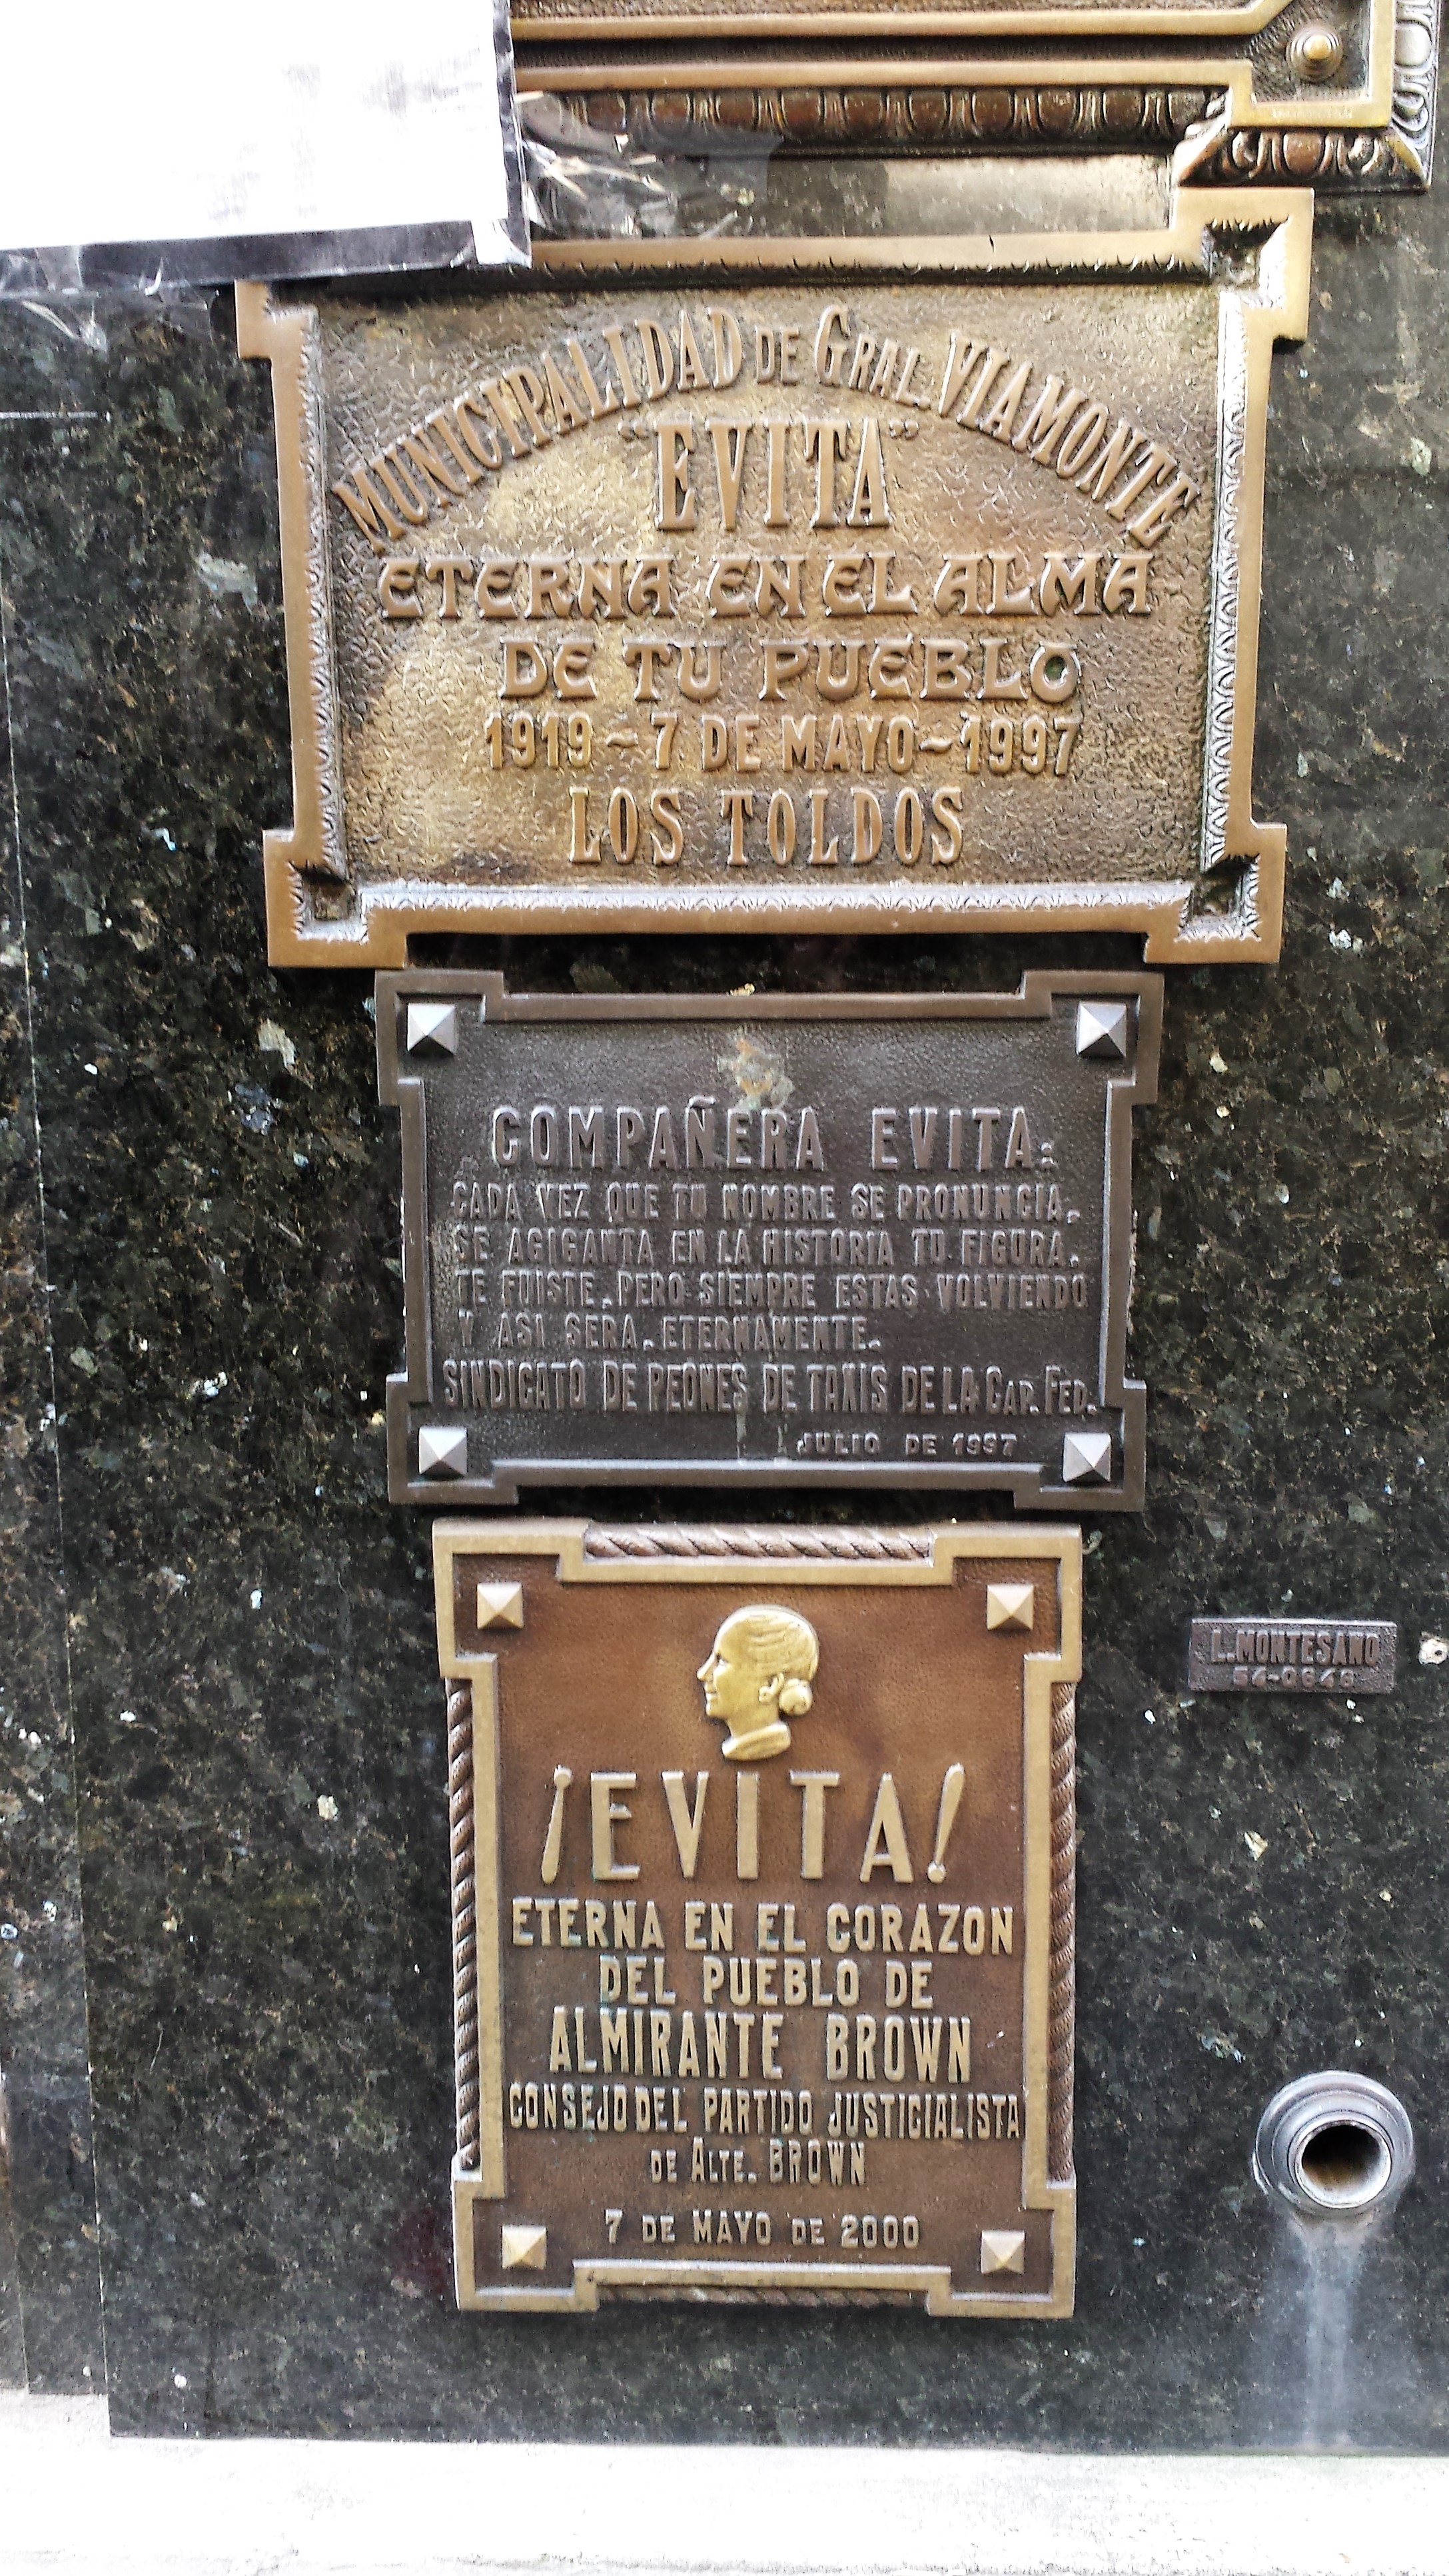 MUNICIPALIDAD DE GRAL. VIAMONTE
"EVITA"
ETERNA EN EL ALMA
DE TU PUEBLO
1919 ~ 7 DE MAYO ~ 1997
LOS TOLDOS
COMPAÑERA EVITA:
CADA VEZ QUE TU NOMBRE SE PRONUNCIA,
SE AGIGANTA EN LA HISTORIA TU FIGURA.
TE FUISTE, PERO SIEMPRE ESTAS VOLVIENDO
Y ASI SERA, ETERNAMENTE.
SINDICATO DE PEONES DE TAXIS DE LA CAP. FED.
JULIO DE 1997
¡EVITA!
ETERNA EN EL CORAZON
DEL PUEBLO DE
ALMIRANTE BROWN
CONSEJO DEL PARTIDO JUSTICIALISTA
DE ALTE. BROWN
7 DE MAYO DE 2000
L. MONTESANO